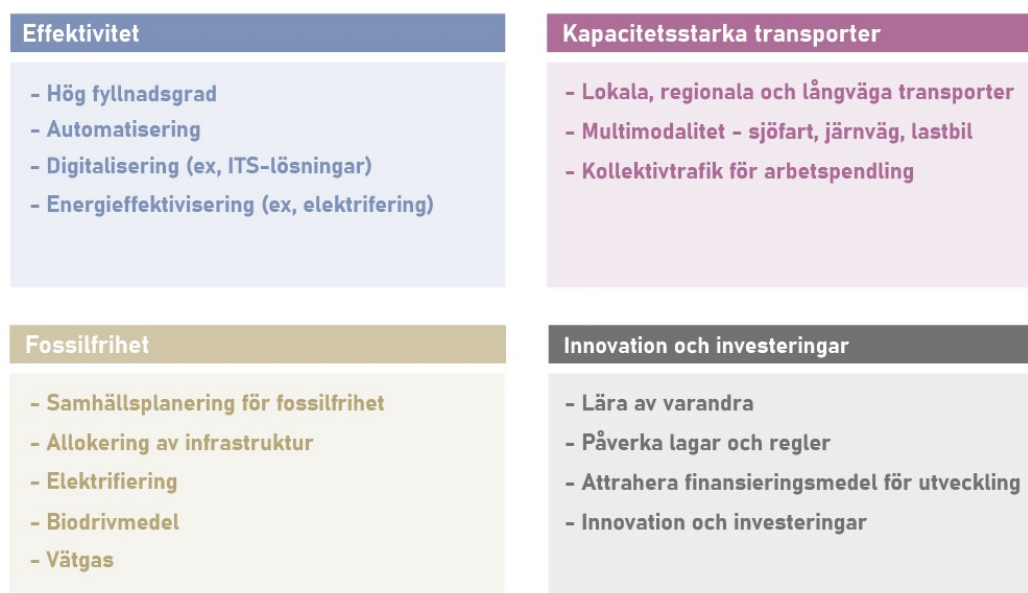 Effektivitet
- Hög fyllnadsgrad
- Automatisering
- Digitalisering (ex, ITS-lösningar)
- Energieffektivisering (ex, elektrifering)
Kapacitetsstarka transporter
- Lokala, regionala och långväga transporter
- Multimodalitet - sjöfart, järnväg, lastbil
- Kollektivtrafik för arbetspendling
Fossilfrihet
- Samhällsplanering för fossilfrihet
- Allokering av infrastruktur
- Elektrifiering
- Biodrivmedel
- Vätgas
Innovation och investeringar
- Lära av varandra
- Påverka lagar och regler
- Attrahera finansieringsmedel för utveckling
- Innovation och investeringar